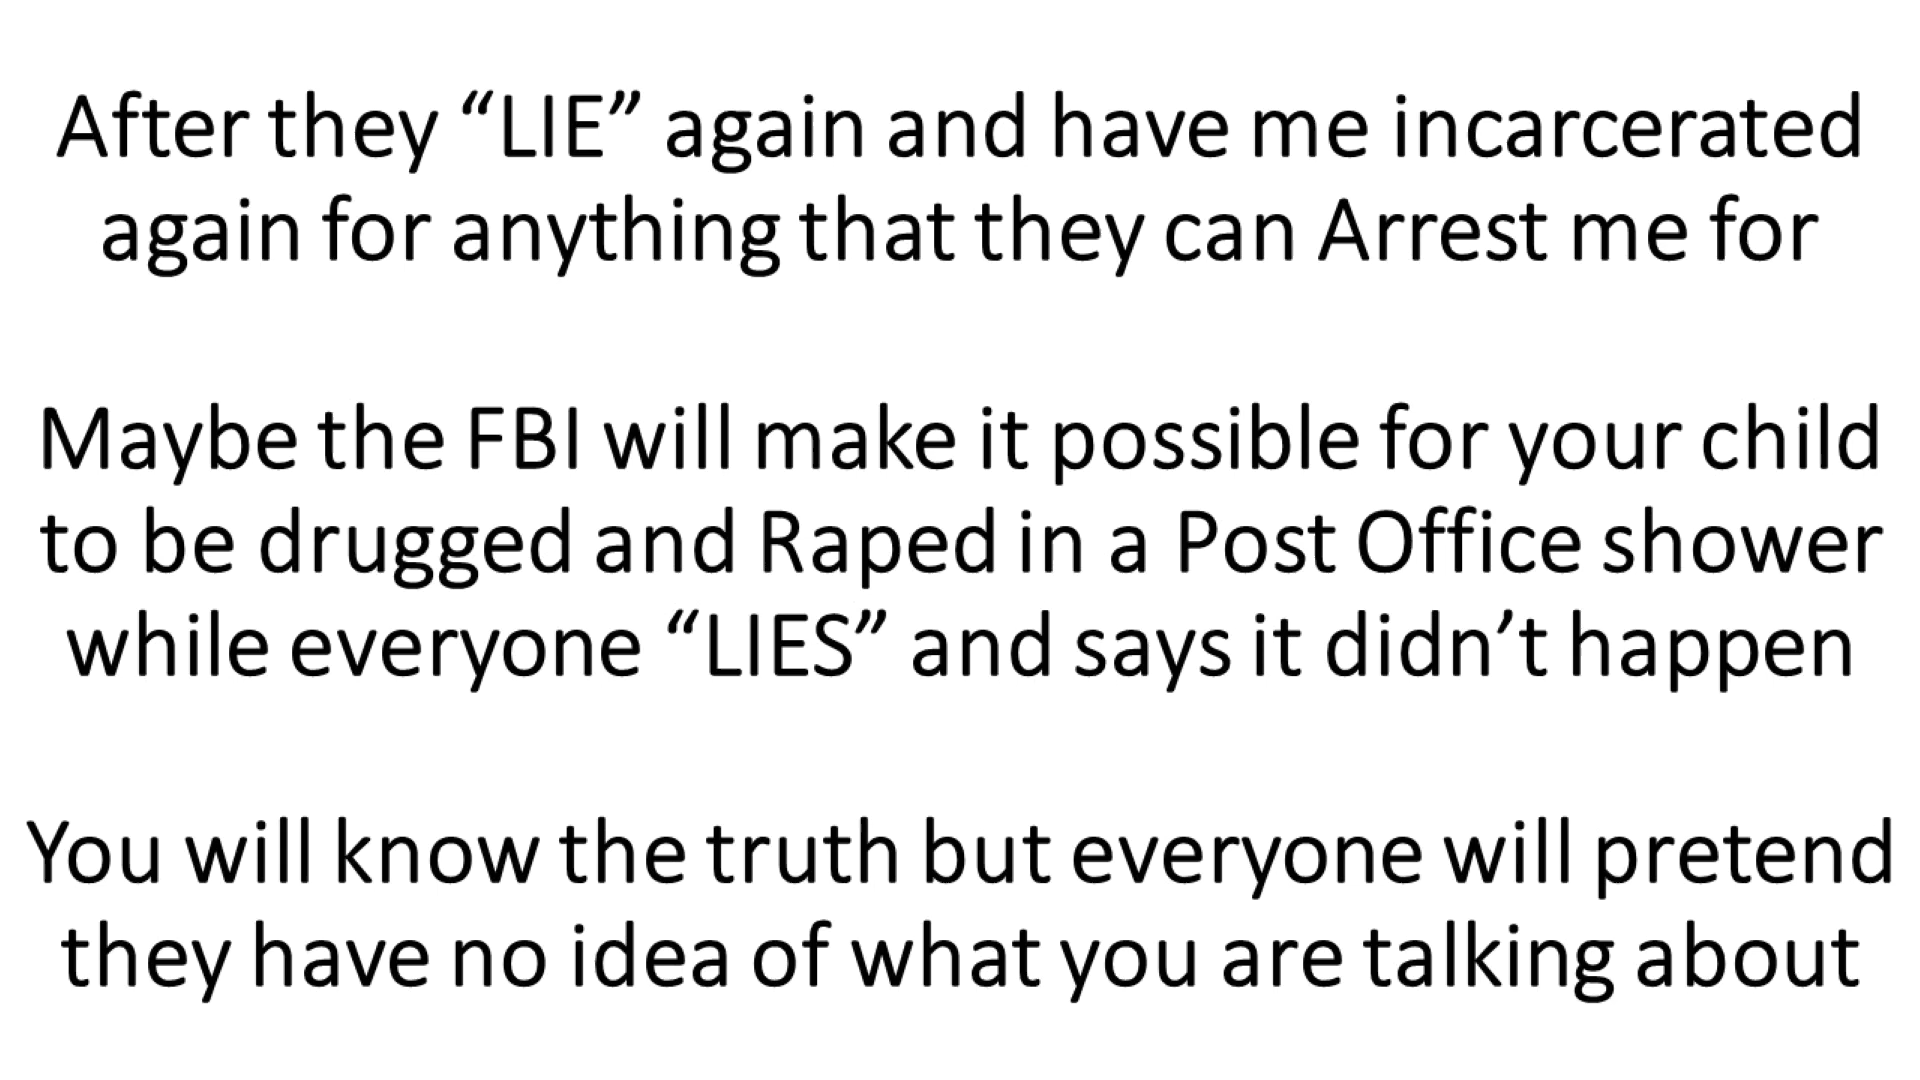 After they “LIE” again and have me incarcerated
again for anything that they can Arrest me for
Maybe the FBI will make it possible for your child
to be drugged and Raped in a Post Office shower
while everyone “LIES” and says it didn’t happen
You will know the truth but everyone will pretend
they have no idea of what you are talking about